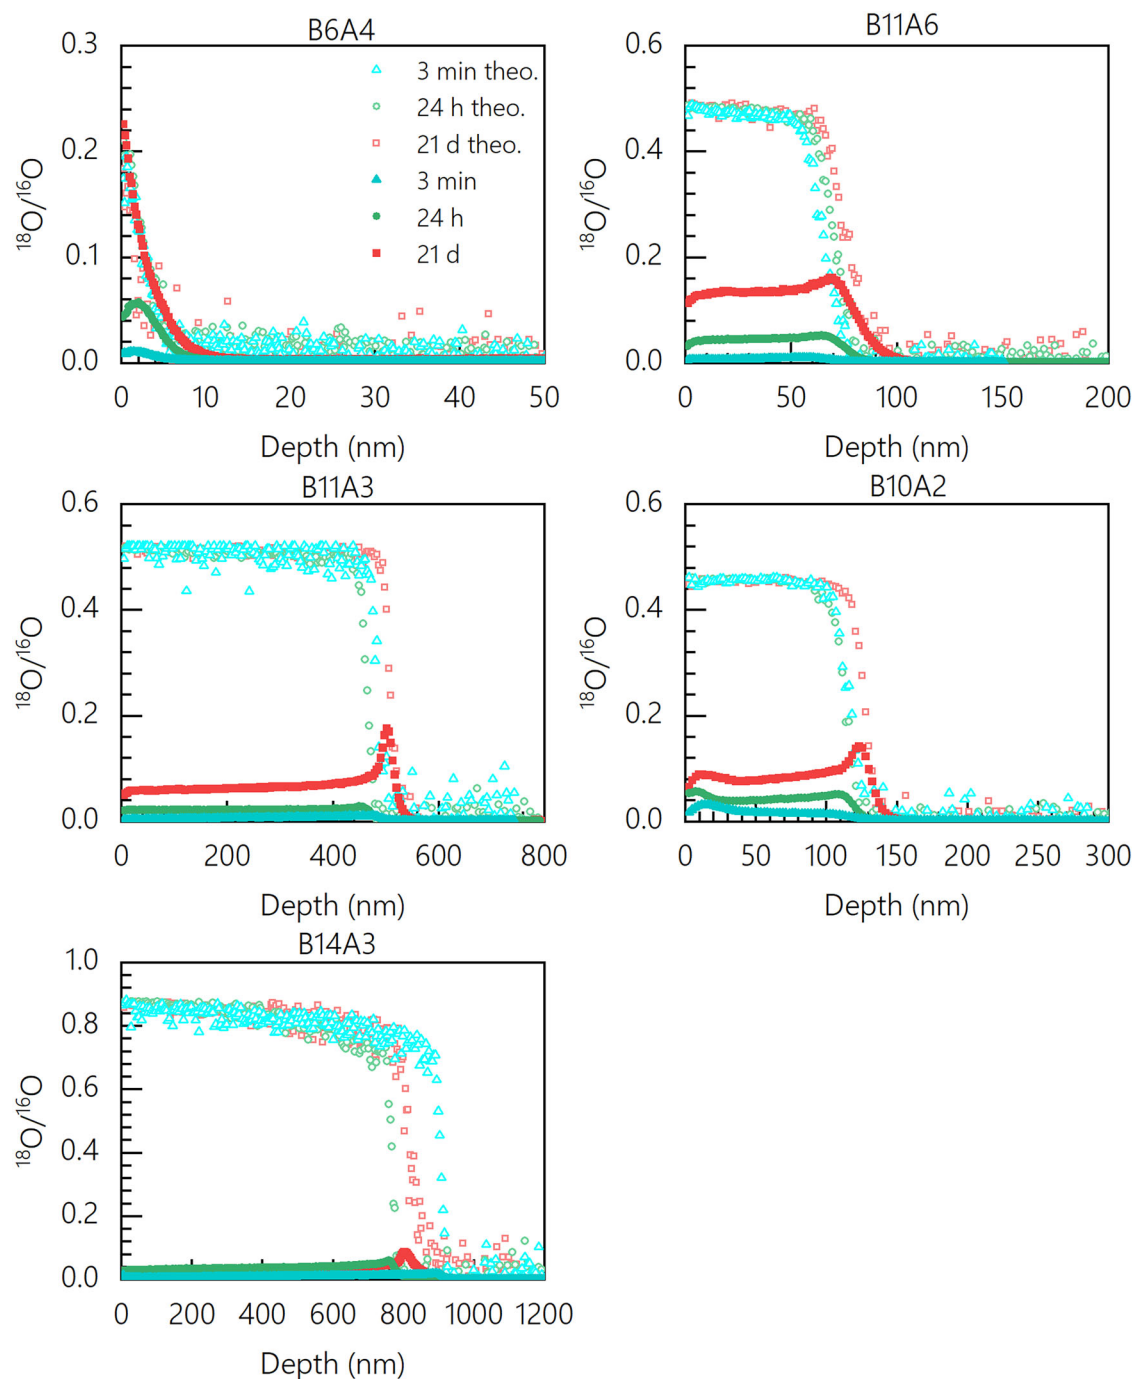 B6A4
0.3
0.2
0.1
0.0
¹⁸O/¹⁶O
3 min theo.
24 h theo.
21 d theo.
3 min
24 h
21 d
0 10 20 30 40 50
Depth (nm)
B11A6
0.6
0.4
0.2
0.0
¹⁸O/¹⁶O
0 50 100 150 200
Depth (nm)
B11A3
0.6
0.4
0.2
0.0
¹⁸O/¹⁶O
0 200 400 600 800
Depth (nm)
B10A2
0.6
0.4
0.2
0.0
¹⁸O/¹⁶O
0 50 100 150 200 250 300
Depth (nm)
B14A3
1.0
0.8
0.6
0.4
0.2
0.0
¹⁸O/¹⁶O
0 200 400 600 800 1000 1200
Depth (nm)